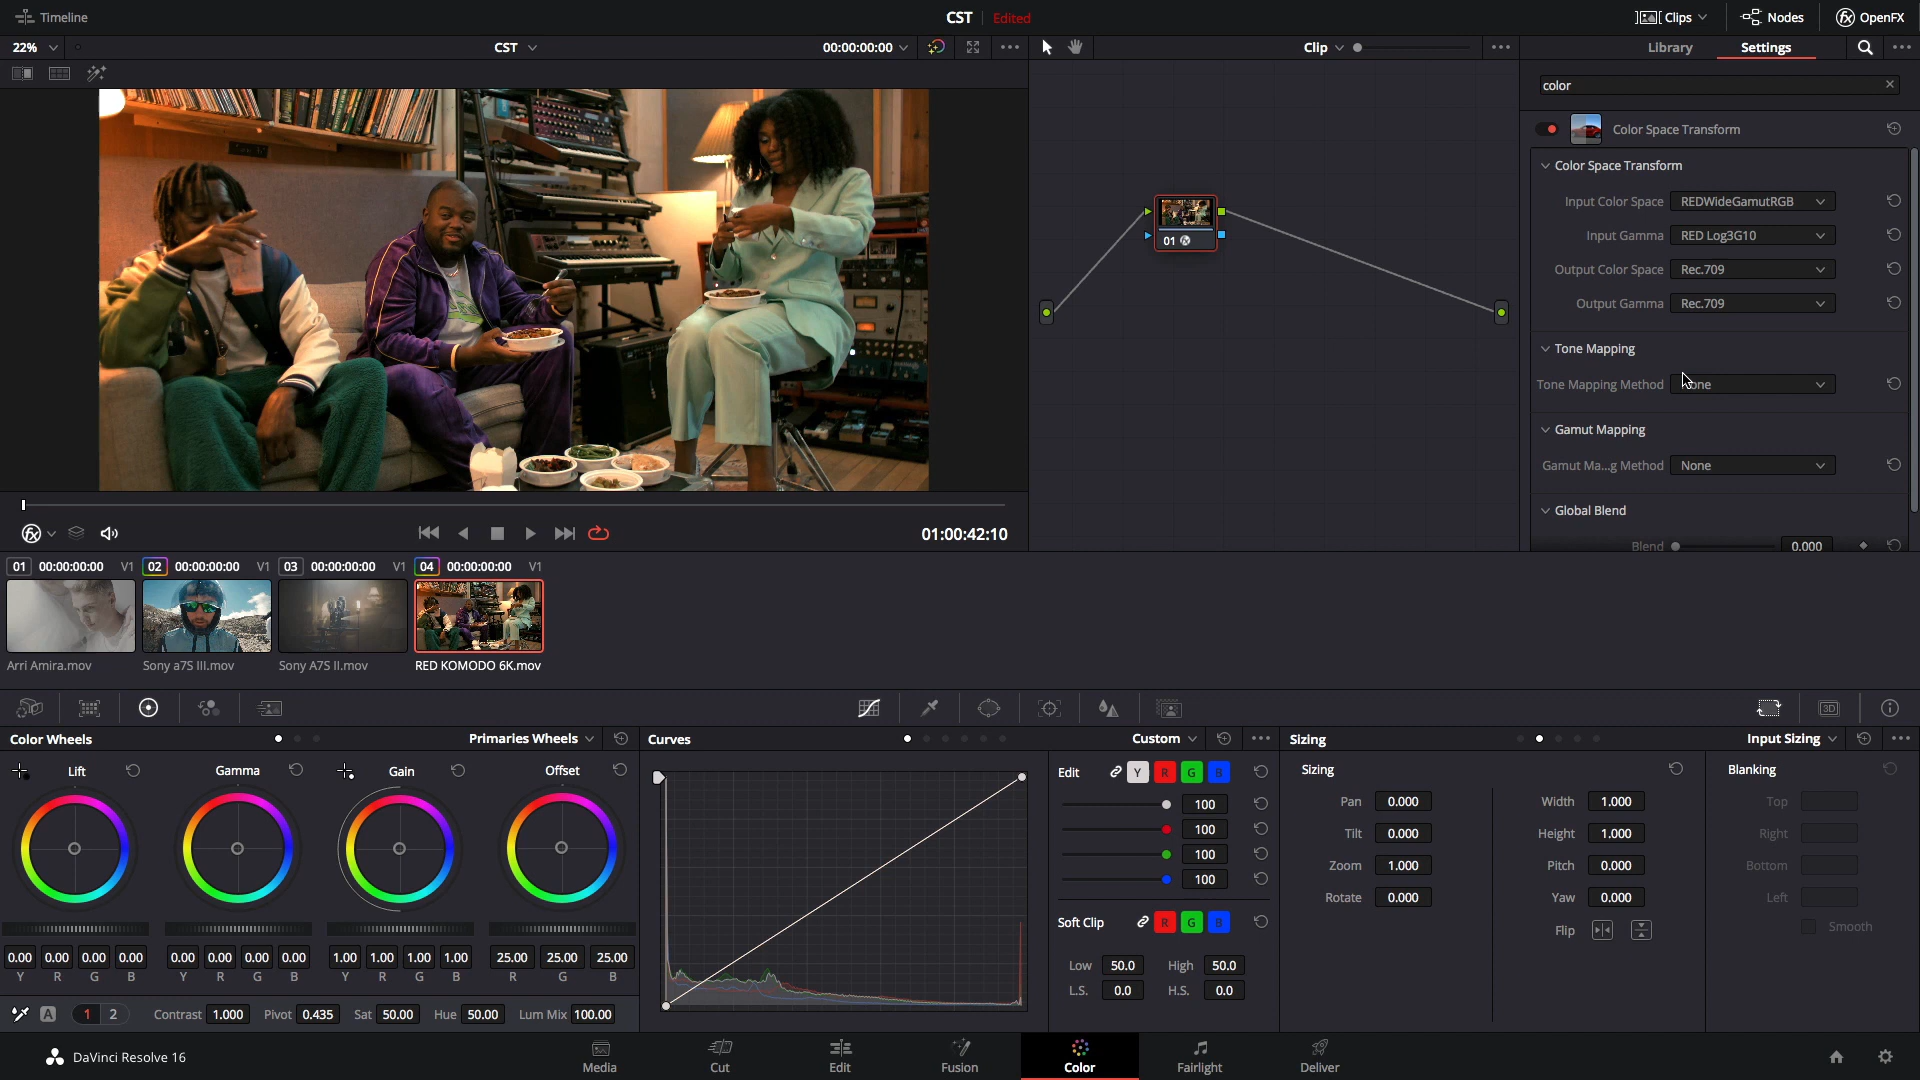 Timeline
CST
Edited
Clips
Nodes
OpenFX
22%
CST
00:00:00:00
Clip
Library
Settings
color
Color Space Transform
Color Space Transform
Input Color Space REDWideGamutRGB
Input Gamma RED Log3G10
Output Color Space Rec.709
Output Gamma Rec.709
Tone Mapping
Tone Mapping Method
Gamut Mapping
Gamut Ma...g Method None
Global Blend
Blend 0.000
01
01:00:42:10
01 00:00:00:00 V1
02 00:00:00:00 V1
03 00:00:00:00 V1
04 00:00:00:00 V1
Arri Amira.mov
Sony a7S III.mov
Sony A7S II.mov
RED KOMODO 6K.mov
3D
Color Wheels
Primaries Wheels
Lift
Gamma
Gain
Offset
0.00 0.00 0.00 0.00
0.00 0.00 0.00 0.00
1.00 1.00 1.00 1.00
25.00 25.00 25.00
Y R G B
Y R G B
Y R G B
R G B
A 1 2 Contrast 1.000 Pivot 0.435 Sat 50.00 Hue 50.00 Lum Mix 100.00
Curves
Custom
Edit Y R G B
100
100
100
100
Soft Clip R G B
Low 50.0 High 50.0
L.S. 0.0 H.S. 0.0
Sizing
Input Sizing
Sizing
Pan 0.000 Width 1.000
Tilt 0.000 Height 1.000
Zoom 1.000 Pitch 0.000
Rotate 0.000 Yaw 0.000
Flip
Blanking
Top
Right
Bottom
Left
Smooth
DaVinci Resolve 16
Media
Cut
Edit
Fusion
Color
Fairlight
Deliver